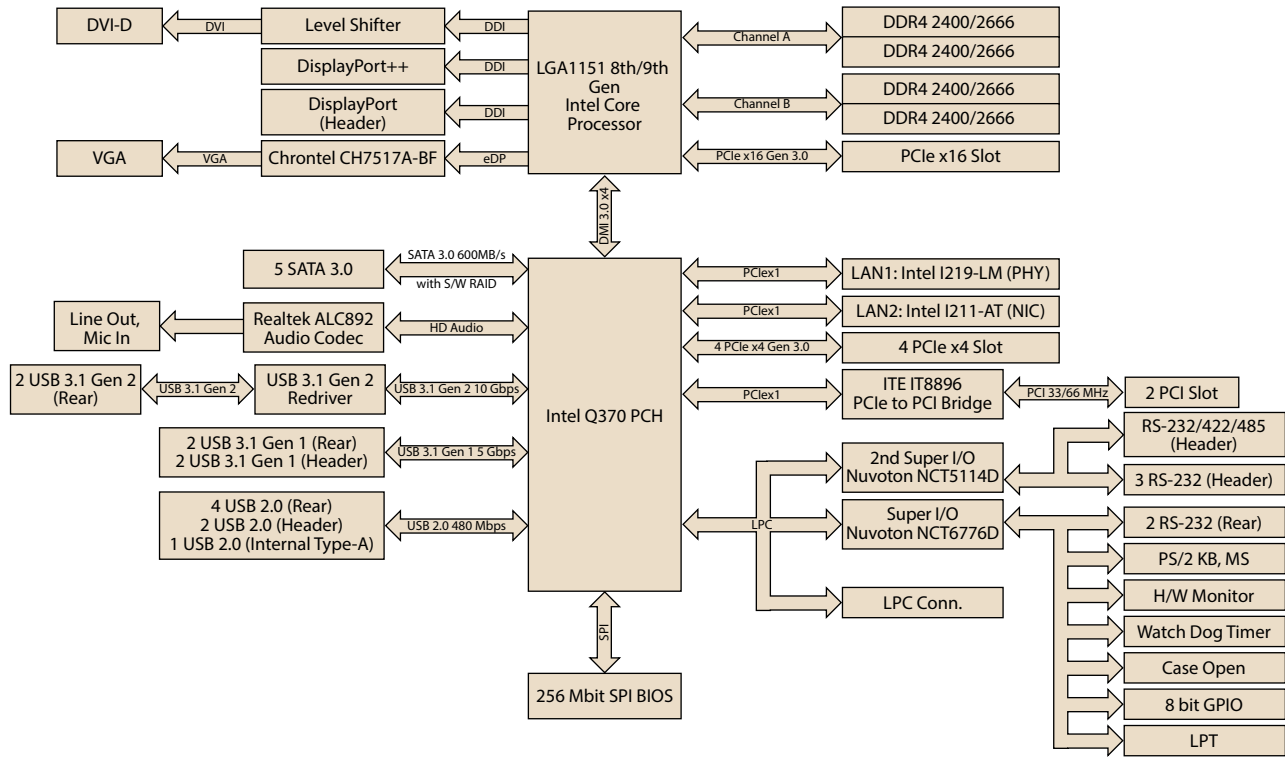 DVI-D
DVI
Level Shifter
DDI
DisplayPort++
DDI
DisplayPort
(Header)
DDI
VGA
VGA
Chrontel CH7517A-BF
eDP
LGA1151 8th/9th
Gen
Intel Core
Processor
Channel A
DDR4 2400/2666
DDR4 2400/2666
Channel B
DDR4 2400/2666
DDR4 2400/2666
PCIe x16 Gen 3.0
PCIe x16 Slot
DMI 3.0 x4
5 SATA 3.0
SATA 3.0 600MB/s
with S/W RAID
Line Out,
Mic In
Realtek ALC892
Audio Codec
HD Audio
2 USB 3.1 Gen 2
(Rear)
USB 3.1 Gen 2
USB 3.1 Gen 2
Redriver
USB 3.1 Gen 2 10 Gbps
2 USB 3.1 Gen 1 (Rear)
2 USB 3.1 Gen 1 (Header)
USB 3.1 Gen 1 5 Gbps
4 USB 2.0 (Rear)
2 USB 2.0 (Header)
1 USB 2.0 (Internal Type-A)
USB 2.0 480 Mbps
Intel Q370 PCH
PCIex1
LAN1: Intel I219-LM (PHY)
PCIex1
LAN2: Intel I211-AT (NIC)
4 PCIe x4 Gen 3.0
4 PCIe x4 Slot
PCIex1
ITE IT8896
PCIe to PCI Bridge
PCI 33/66 MHz
2 PCI Slot
LPC
2nd Super I/O
Nuvoton NCT5114D
RS-232/422/485
(Header)
3 RS-232 (Header)
Super I/O
Nuvoton NCT6776D
2 RS-232 (Rear)
PS/2 KB, MS
H/W Monitor
Watch Dog Timer
Case Open
8 bit GPIO
LPT
LPC Conn.
SPI
256 Mbit SPI BIOS